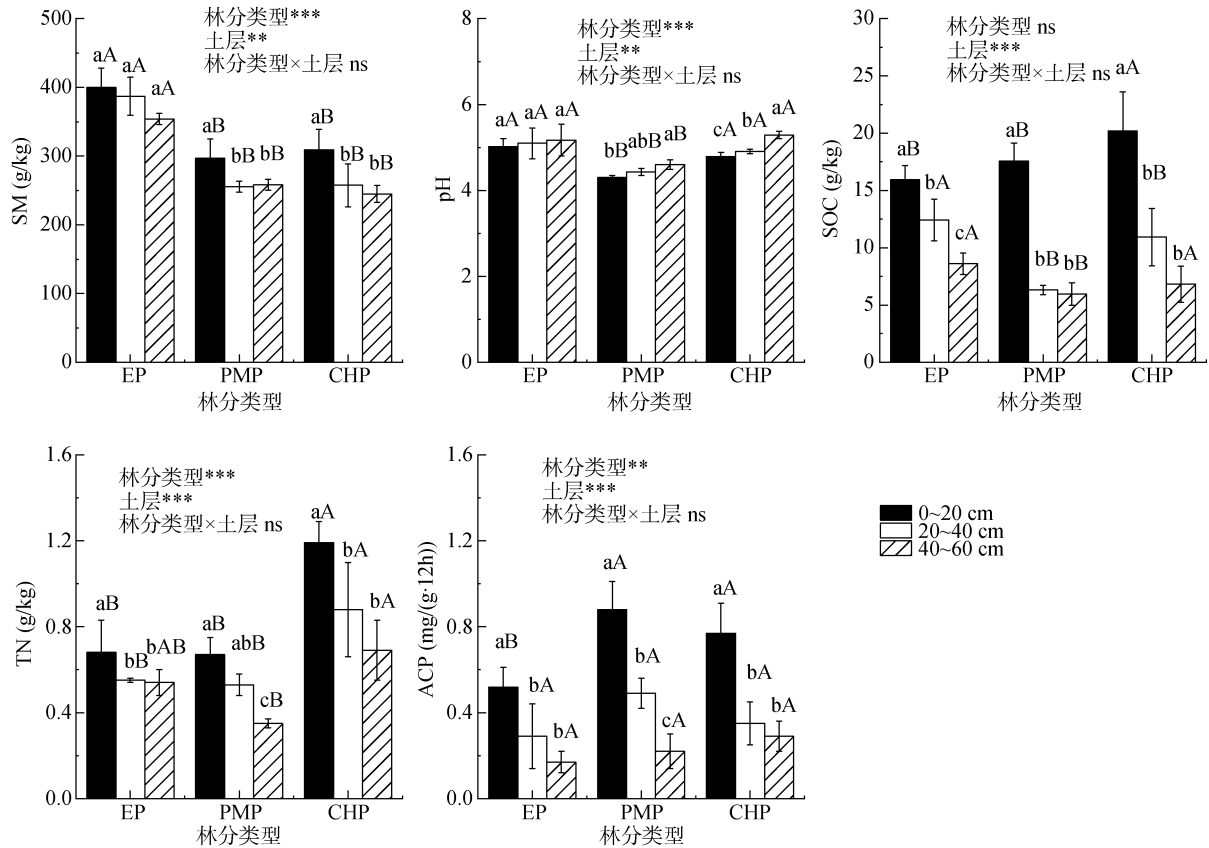 林分类型***
土层**
林分类型×土层 ns
500
400
300
200
100
0
SM (g/kg)
aA
aA
aA
aB
bB
bB
aB
bB
bB
EP
PMP
CHP
林分类型
林分类型***
土层**
林分类型×土层 ns
8
6
4
2
0
pH
aA
aA
aA
bB
abB
aB
cA
bA
aA
EP
PMP
CHP
林分类型
林分类型 ns
土层***
林分类型×土层 ns
30
25
20
15
10
5
0
SOC (g/kg)
aB
bA
cA
aB
bB
bB
aA
bB
bA
EP
PMP
CHP
林分类型
林分类型***
土层***
林分类型×土层 ns
1.6
1.2
0.8
0.4
0.0
TN (g/kg)
aB
bB
bAB
aB
abB
cB
aA
bA
bA
EP
PMP
CHP
林分类型
林分类型**
土层***
林分类型×土层 ns
1.6
1.2
0.8
0.4
0.0
ACP (mg/(g·12h))
aB
bA
bA
aA
bA
cA
aA
bA
bA
EP
PMP
CHP
林分类型
0~20 cm
20~40 cm
40~60 cm